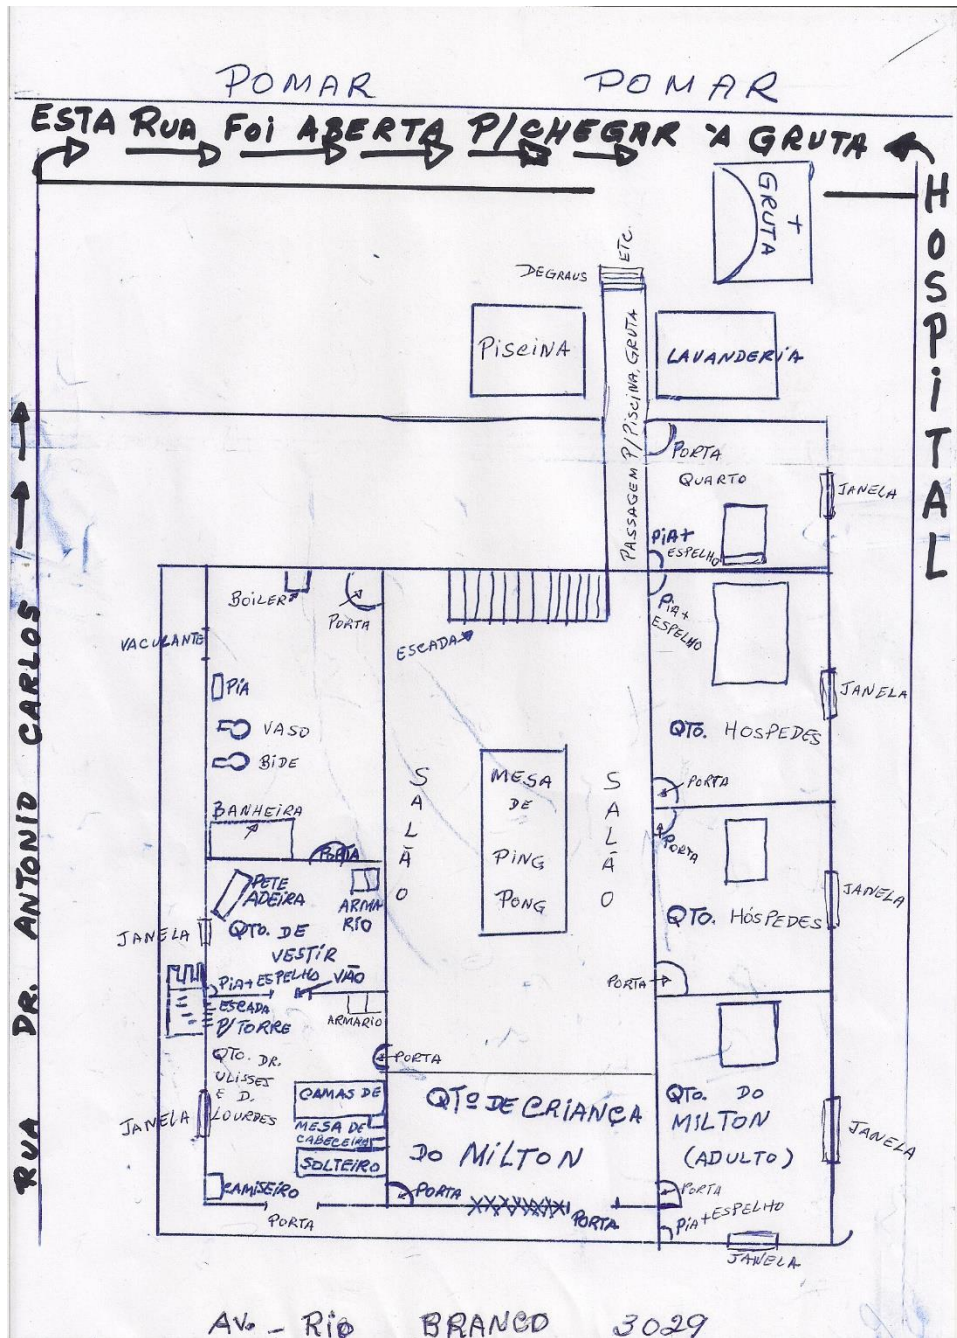 POMAR POMAR
ESTA RUA FOI ABERTA P/CHEGAR À GRUTA
HOSPITAL
+
GRUTA
DEGRAUS
ETC.
PISCINA
PASSAGEM P/PISCINA, GRUTA
LAVANDERIA
PORTA
QUARTO
JANELA
PIA+
ESPELHO
BOILER
PORTA
ESCADA
PIA+
ESPELHO
VACULANTE
PIA
VASO
BIDE
BANHEIRA
PORTA
SALÃO
MESA
DE
PING
PONG
SALÃO
QTO. HOSPEDES
JANELA
PORTA
PORTA
QTO. HÓSPEDES
JANELA
PORTA
PETE
ADEIRA
ARMA
RIO
JANELA
QTO. DE
VESTIR
PIA+ESPELHO
VÃO
ESCADA
P/TORRE
ARMARIO
QTO. DR.
ULISSES
E D.
LOURDES
JANELA
PORTA
CAMAS DE
MESA DE
CABECEIRA
SOLTEIRO
CAMISEIRO
PORTA
QTº DE CRIANÇA
DO MILTON
PORTA
PORTA
QTO. DO
MILTON
(ADULTO)
JANELA
PORTA
PIA+ESPELHO
JANELA
RUA DR. ANTONIO CARLOS
AV. - RIO BRANCO 3029